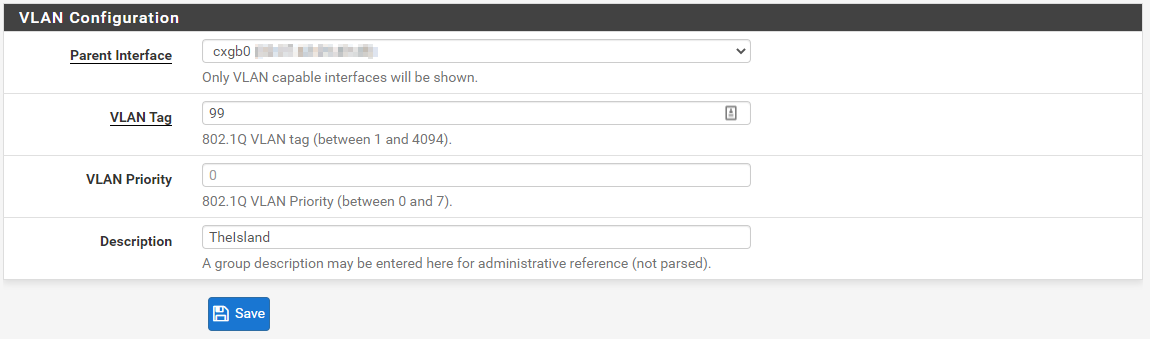 VLAN Configuration
Parent Interface
cxgb0
Only VLAN capable interfaces will be shown.
VLAN Tag
99
802.1Q VLAN tag (between 1 and 4094).
VLAN Priority
0
802.1Q VLAN Priority (between 0 and 7).
Description
TheIsland
A group description may be entered here for administrative reference (not parsed).
Save